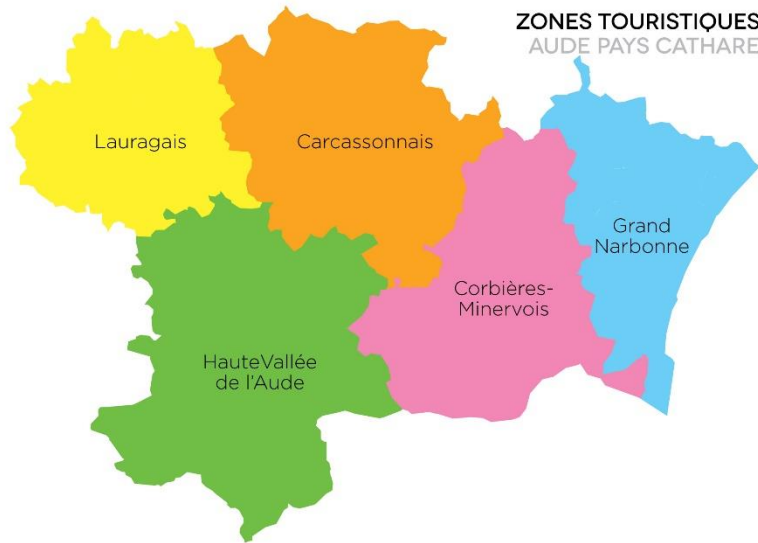 ZONES TOURISTIQUES
AUDE PAYS CATHARE
Lauragais
Carcassonnais
Grand
Narbonne
Corbières-
Minervois
HauteVallée
de l'Aude